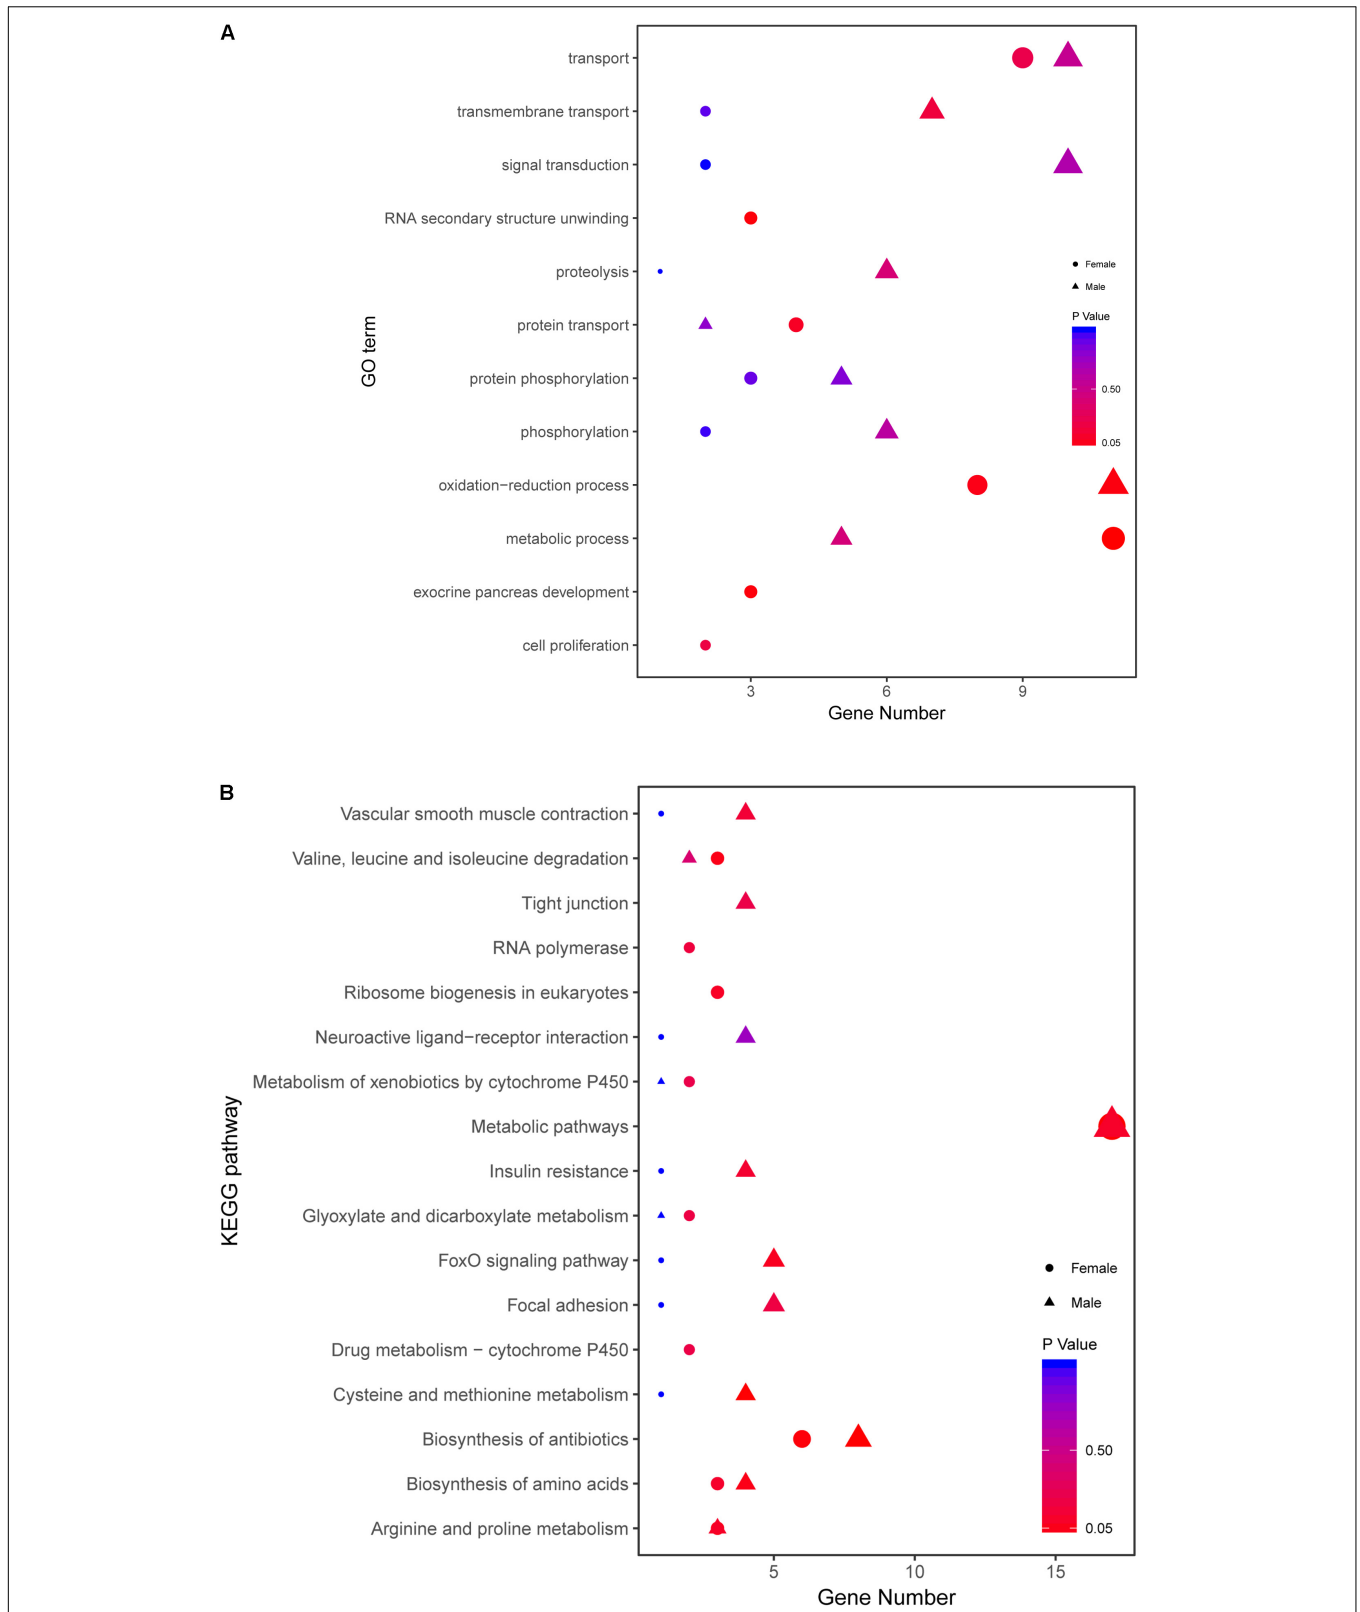 A
transport
transmembrane transport
signal transduction
RNA secondary structure unwinding
proteolysis
protein transport
protein phosphorylation
phosphorylation
oxidation−reduction process
metabolic process
exocrine pancreas development
cell proliferation
GO term
3 6 9
Gene Number
Female
Male
P Value
0.50
0.05
B
Vascular smooth muscle contraction
Valine, leucine and isoleucine degradation
Tight junction
RNA polymerase
Ribosome biogenesis in eukaryotes
Neuroactive ligand−receptor interaction
Metabolism of xenobiotics by cytochrome P450
Metabolic pathways
Insulin resistance
Glyoxylate and dicarboxylate metabolism
FoxO signaling pathway
Focal adhesion
Drug metabolism − cytochrome P450
Cysteine and methionine metabolism
Biosynthesis of antibiotics
Biosynthesis of amino acids
Arginine and proline metabolism
KEGG pathway
5 10 15
Gene Number
Female
Male
P Value
0.50
0.05